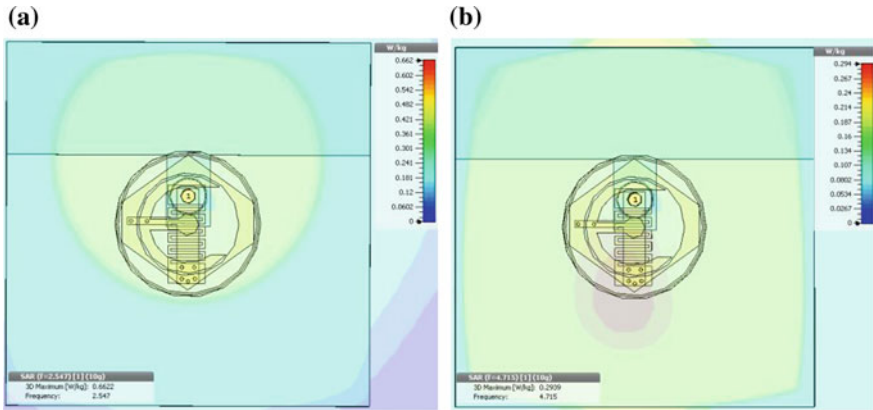 (a)
W/kg
0.662
0.602
0.542
0.482
0.421
0.361
0.301
0.241
0.181
0.12
0.0602
0
1
SAR (f=2.547) [1] (10g)
3D Maximum [W/kg]: 0.6622
Frequency: 2.547
(b)
W/kg
0.294
0.267
0.24
0.214
0.187
0.16
0.134
0.107
0.0802
0.0534
0.0267
0
1
SAR (f=4.715) [1] (10g)
3D Maximum [W/kg]: 0.2939
Frequency: 4.715